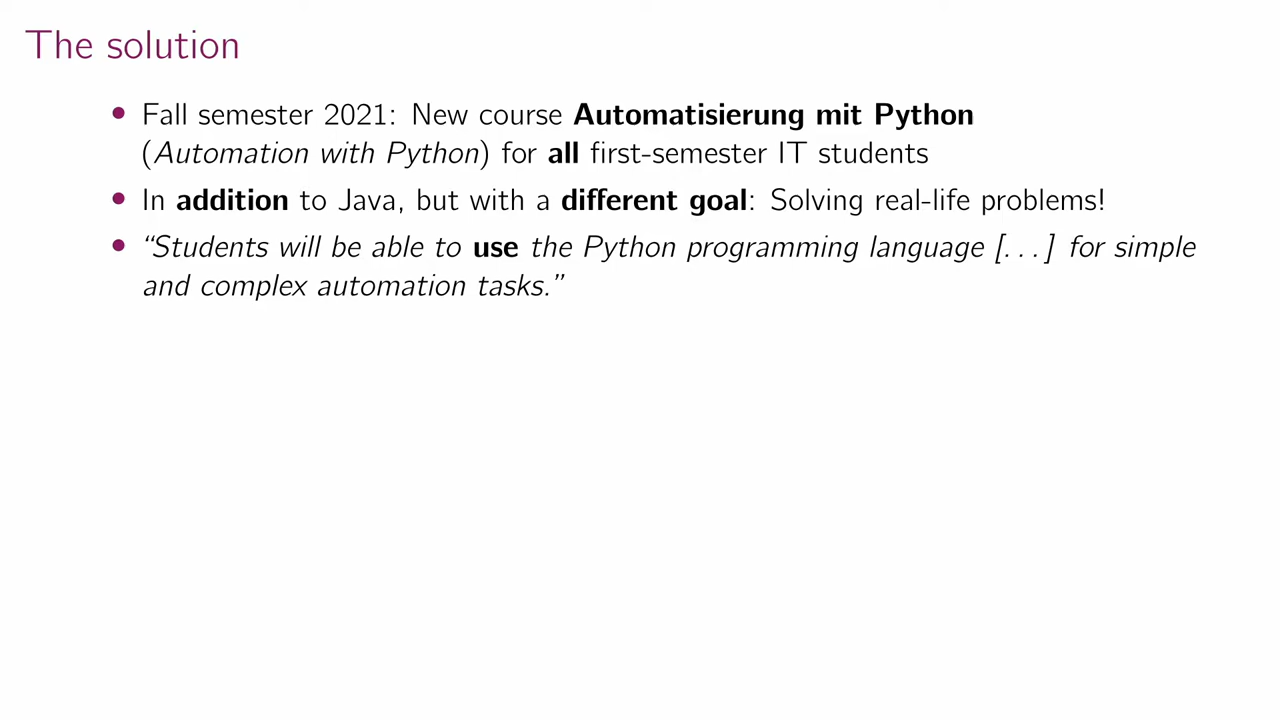 The solution
• Fall semester 2021: New course Automatisierung mit Python
(Automation with Python) for all first-semester IT students
• In addition to Java, but with a different goal: Solving real-life problems!
• “Students will be able to use the Python programming language [...] for simple
and complex automation tasks.”